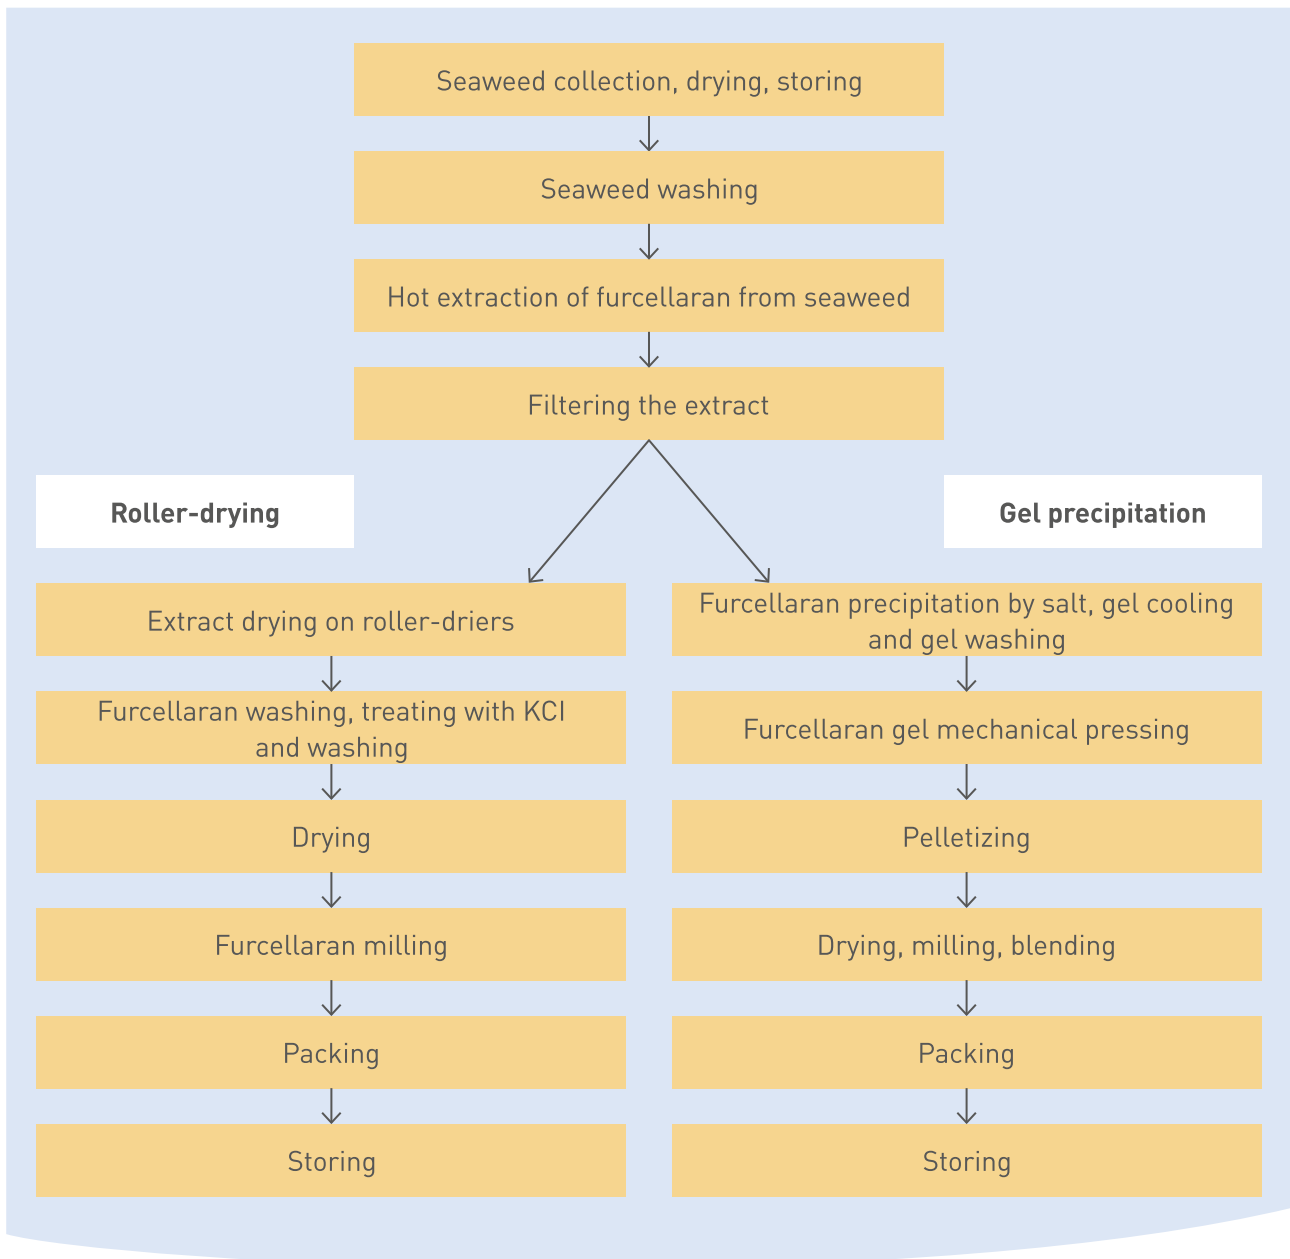 Seaweed collection, drying, storing
Seaweed washing
Hot extraction of furcellaran from seaweed
Filtering the extract
Roller-drying
Gel precipitation
Extract drying on roller-driers
Furcellaran washing, treating with KCI
and washing
Drying
Furcellaran milling
Packing
Storing
Furcellaran precipitation by salt, gel cooling
and gel washing
Furcellaran gel mechanical pressing
Pelletizing
Drying, milling, blending
Packing
Storing